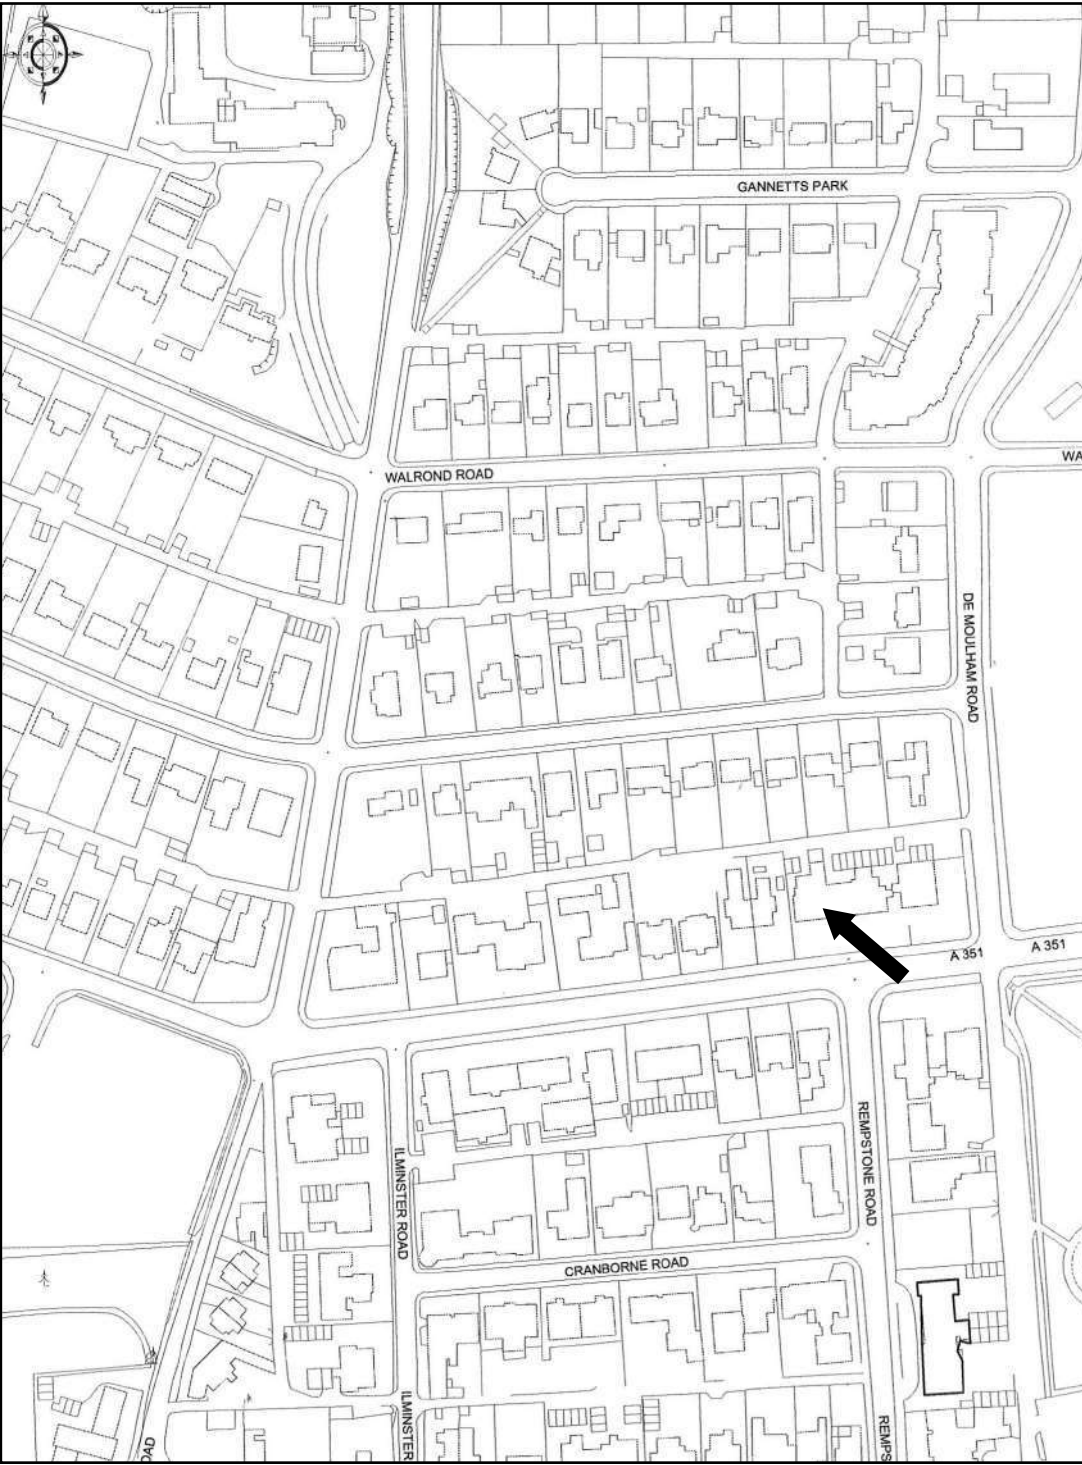 GANNETTS PARK
WALROND ROAD
WA
DE MOULHAM ROAD
A 351
A 351
REMPSTONE ROAD
ILMINSTER ROAD
CRANBORNE ROAD
ILMINSTER
REMPS
OAD